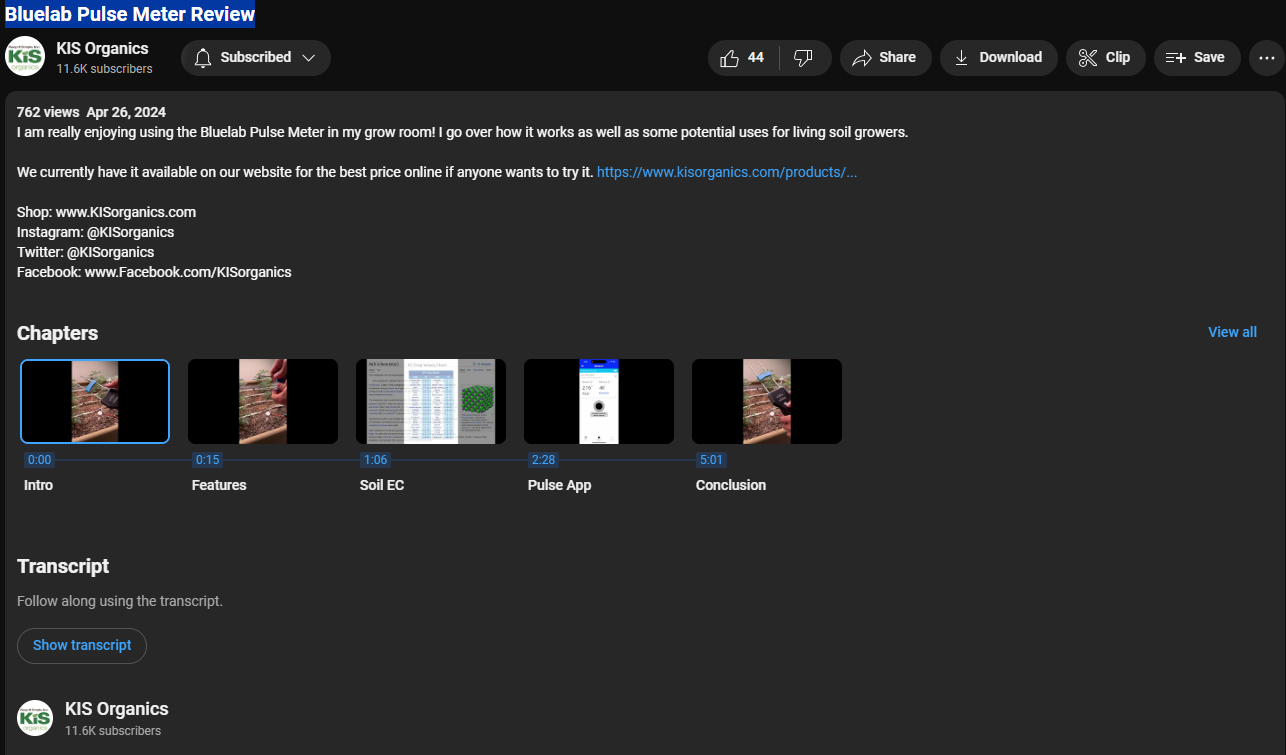 Bluelab Pulse Meter Review
KIS Organics
11.6K subscribers
Subscribed
44
Share
Download
Clip
Save
762 views Apr 26, 2024
I am really enjoying using the Bluelab Pulse Meter in my grow room! I go over how it works as well as some potential uses for living soil growers.
We currently have it available on our website for the best price online if anyone wants to try it. https://www.kisorganics.com/products/...
Shop: www.KISorganics.com
Instagram: @KISorganics
Twitter: @KISorganics
Facebook: www.Facebook.com/KISorganics
Chapters
View all
0:00
0:15
1:06
2:28
5:01
Intro
Features
Soil EC
Pulse App
Conclusion
Transcript
Follow along using the transcript.
Show transcript
KIS Organics
11.6K subscribers